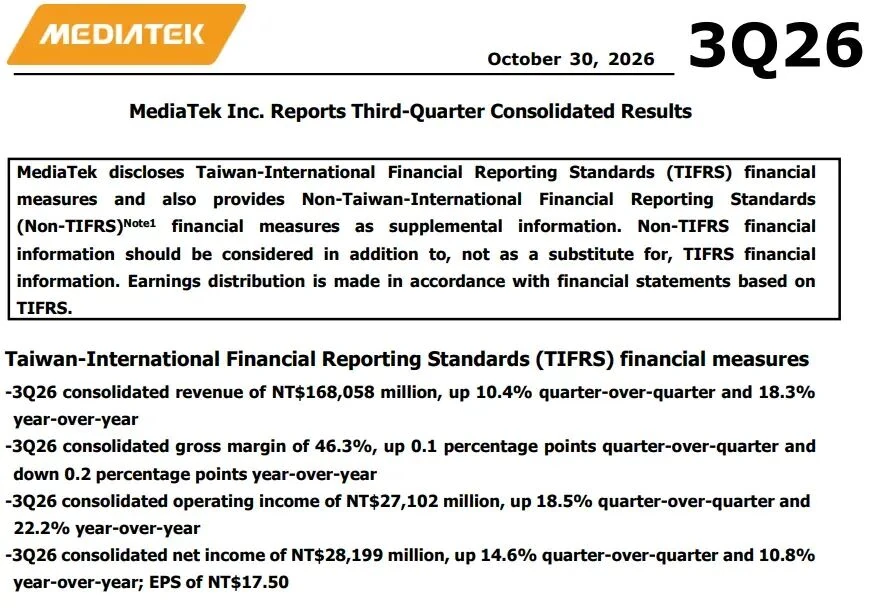 MEDIATEK
October 30, 2026
3Q26
MediaTek Inc. Reports Third-Quarter Consolidated Results
MediaTek discloses Taiwan-International Financial Reporting Standards (TIFRS) financial
measures and also provides Non-Taiwan-International Financial Reporting Standards
(Non-TIFRS)Note1 financial measures as supplemental information. Non-TIFRS financial
information should be considered in addition to, not as a substitute for, TIFRS financial
information. Earnings distribution is made in accordance with financial statements based on
TIFRS.
Taiwan-International Financial Reporting Standards (TIFRS) financial measures
-3Q26 consolidated revenue of NT$168,058 million, up 10.4% quarter-over-quarter and 18.3%
year-over-year
-3Q26 consolidated gross margin of 46.3%, up 0.1 percentage points quarter-over-quarter and
down 0.2 percentage points year-over-year
-3Q26 consolidated operating income of NT$27,102 million, up 18.5% quarter-over-quarter and
22.2% year-over-year
-3Q26 consolidated net income of NT$28,199 million, up 14.6% quarter-over-quarter and 10.8%
year-over-year; EPS of NT$17.50